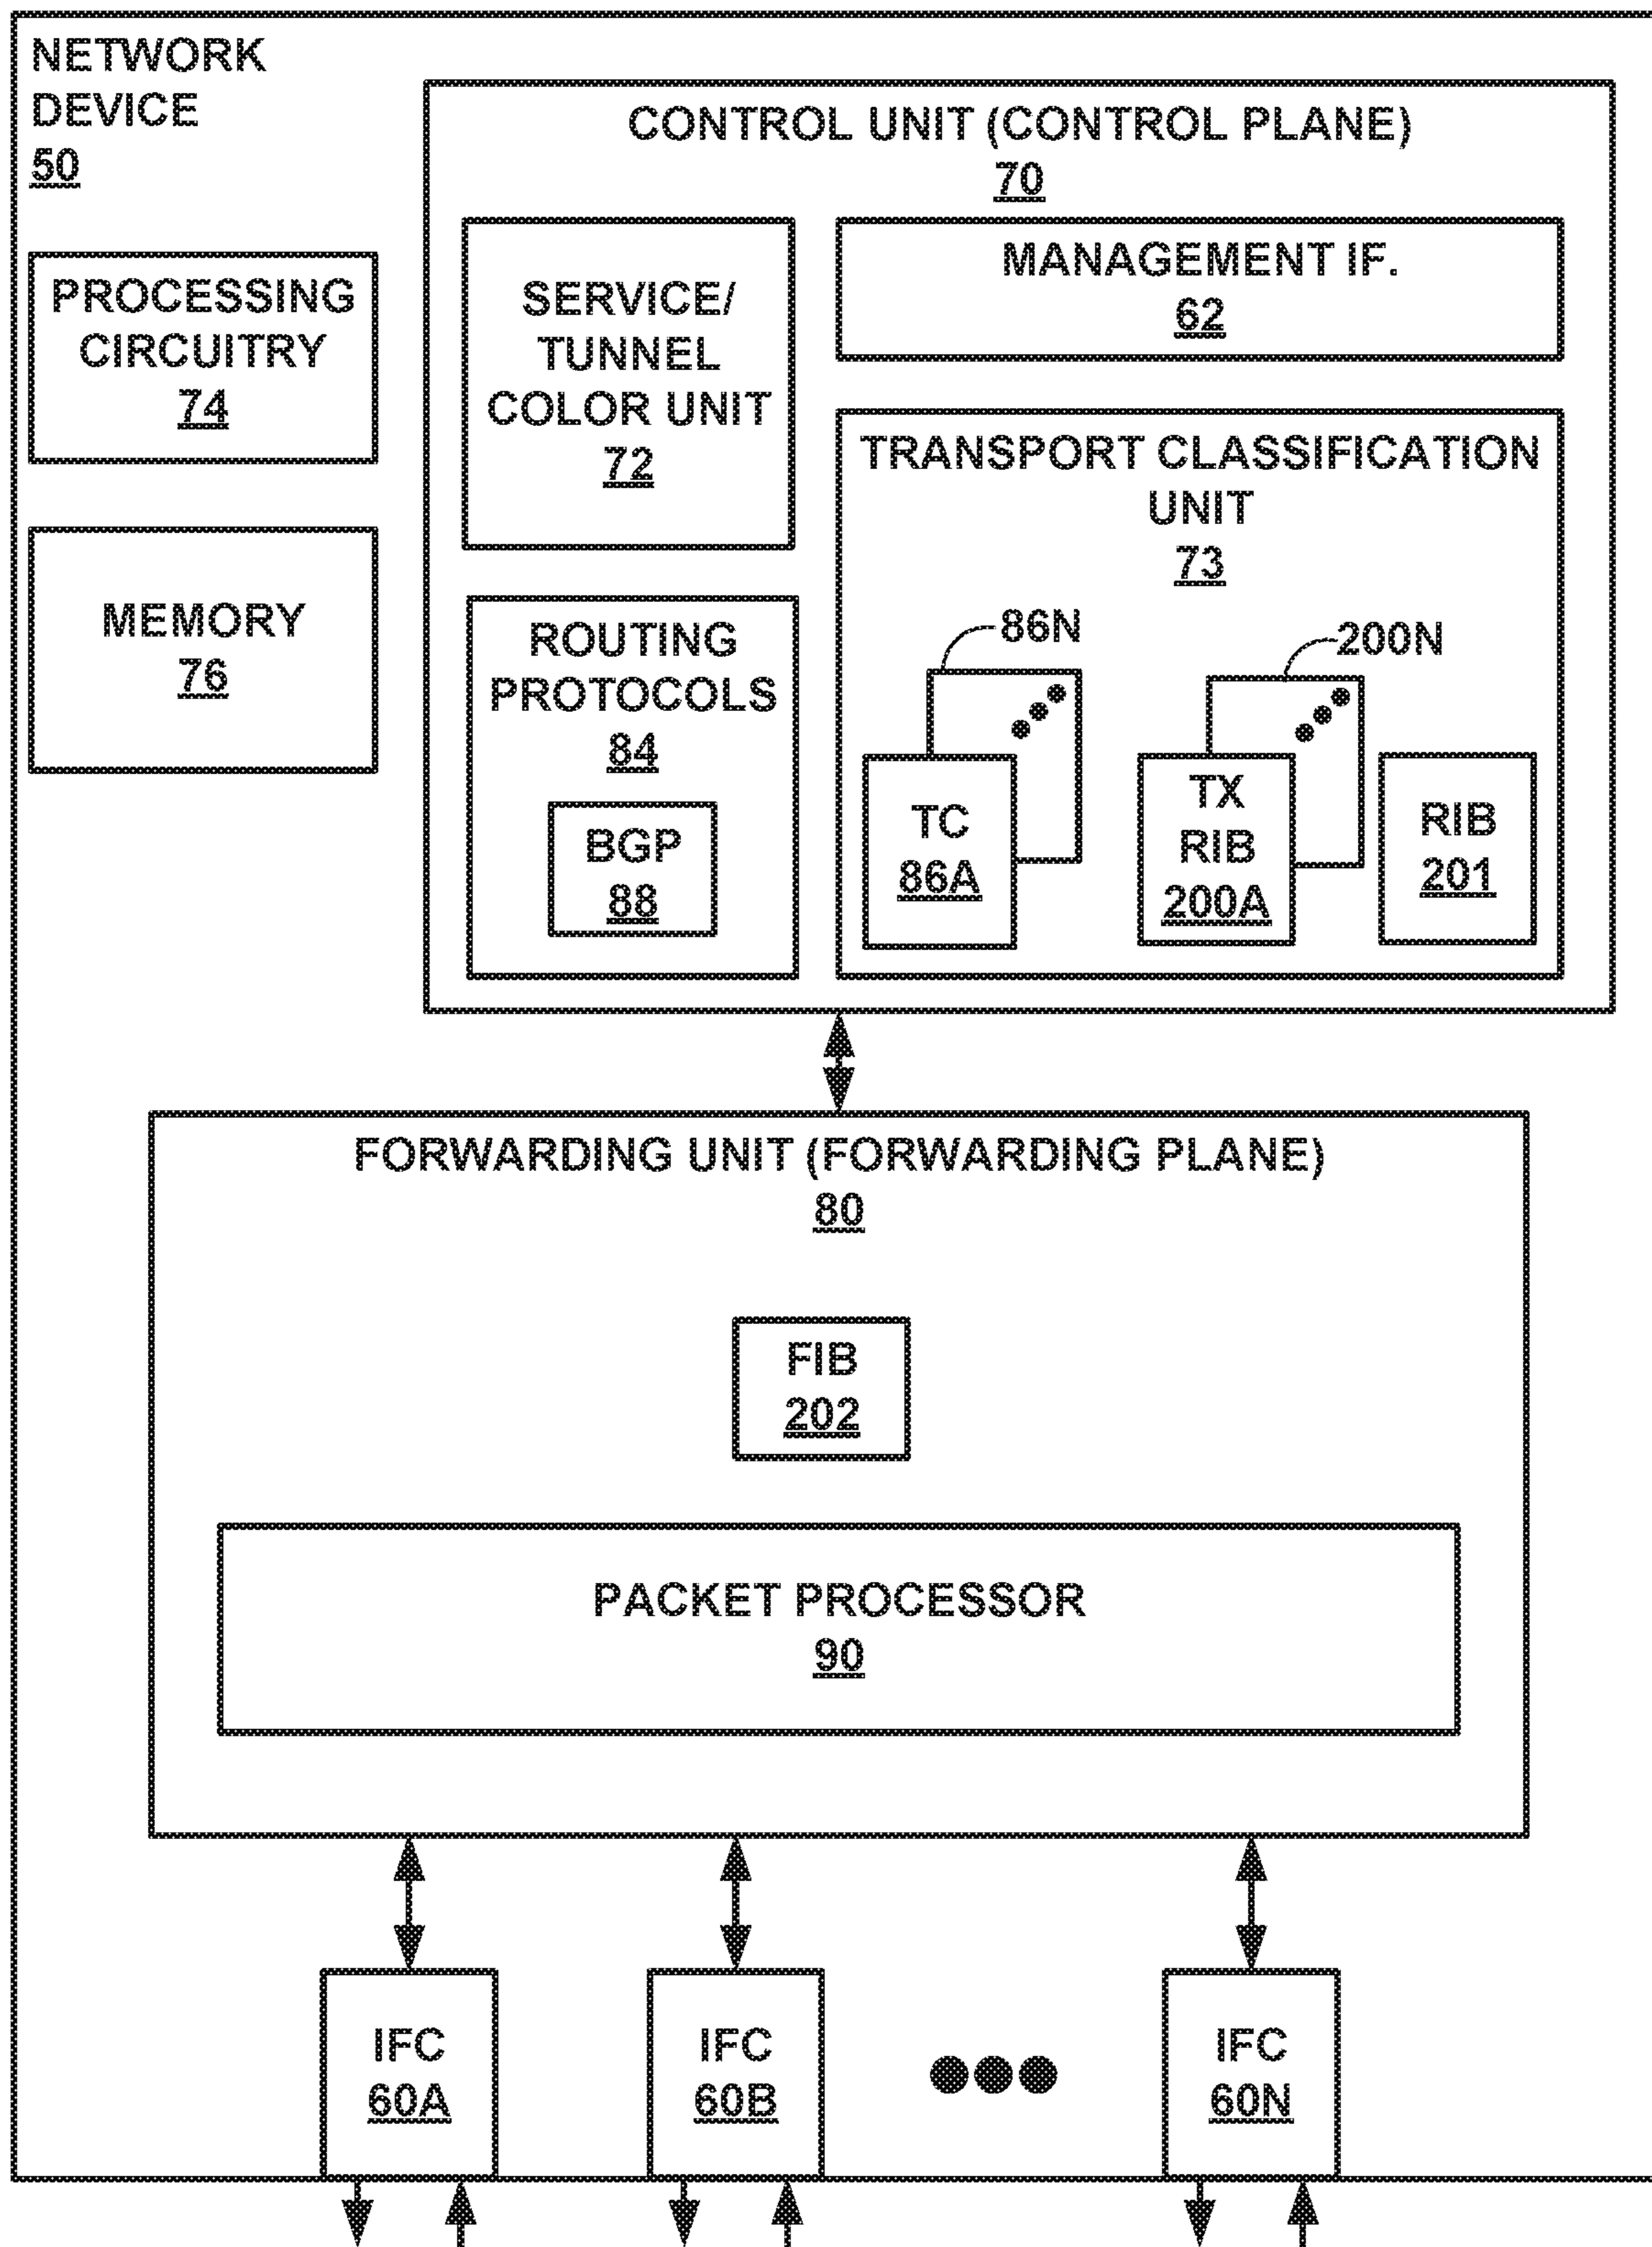 NETWORK
DEVICE
50
PROCESSING
CIRCUITRY
74
MEMORY
76
CONTROL UNIT (CONTROL PLANE)
70
SERVICE/
TUNNEL
COLOR UNIT
72
MANAGEMENT IF.
62
ROUTING
PROTOCOLS
84
BGP
88
TRANSPORT CLASSIFICATION
UNIT
73
86N
200N
TC
86A
TX
RIB
200A
RIB
201
FORWARDING UNIT (FORWARDING PLANE)
80
FIB
202
PACKET PROCESSOR
90
IFC
60A
IFC
60B
IFC
60N